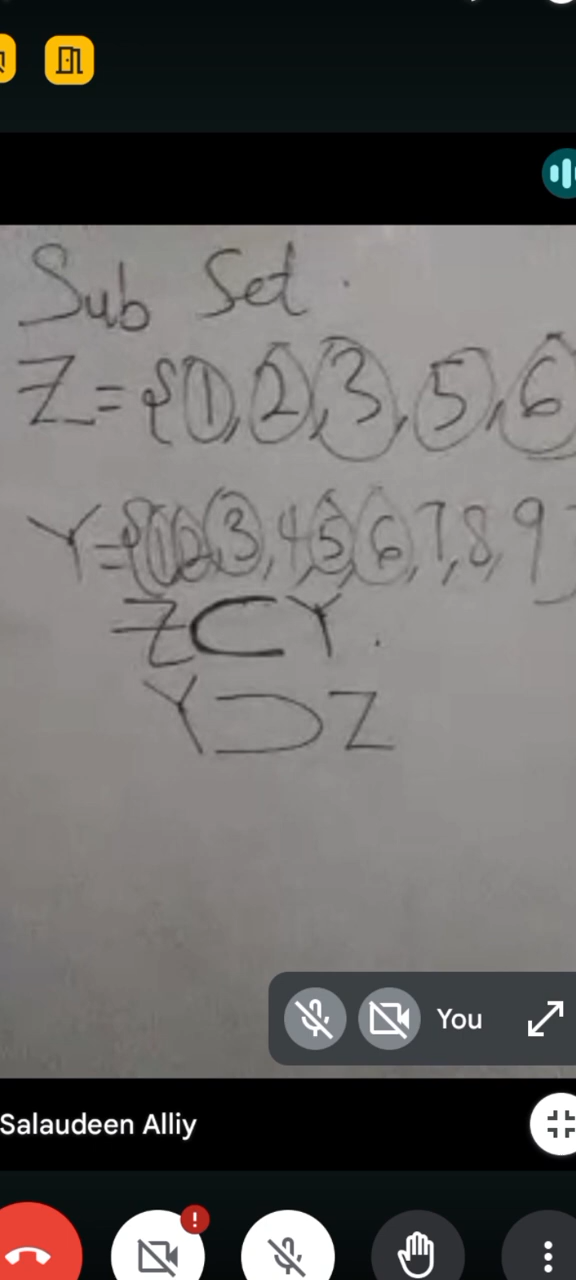 Sub Set.
Z={1,2,3,5,6
Y={1,2,3,4,5,6,7,8,9}
Z⊂Y.
Y⊃Z
You
Salaudeen Alliy
!